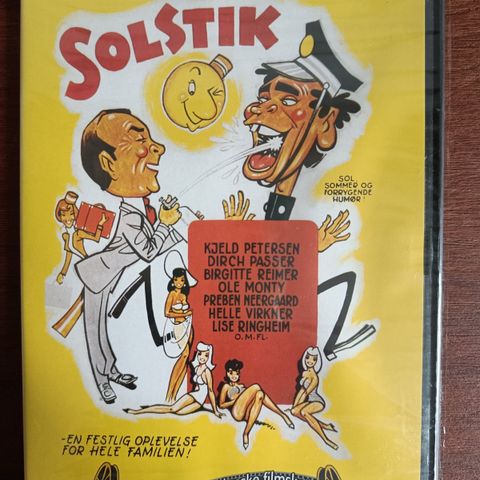 SOLSTIK
SOL
SOMMER OG
FORRYGENDE
HUMØR!
KJELD PETERSEN
DIRCH PASSER
BIRGITTE REIMER
OLE MONTY
PREBEN NEERGAARD
HELLE VIRKNER
LISE RINGHEIM
O.M.FL.
-EN FESTLIG OPLEVELSE
FOR HELE FAMILIEN!